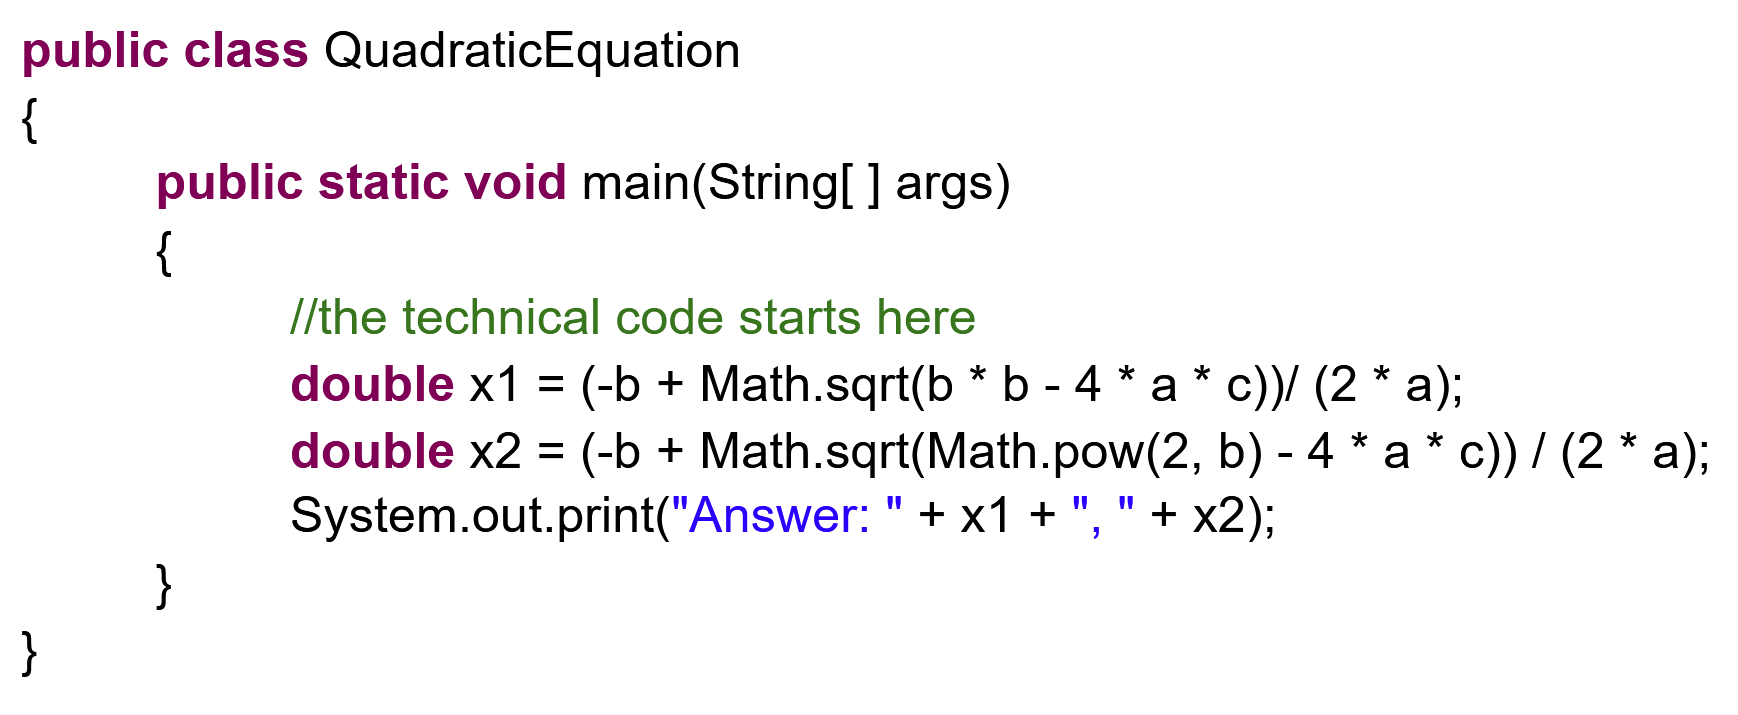 public class QuadraticEquation
{
public static void main(String[ ] args)
{
//the technical code starts here
double x1 = (-b + Math.sqrt(b * b - 4 * a * c))/ (2 * a);
double x2 = (-b + Math.sqrt(Math.pow(2, b) - 4 * a * c)) / (2 * a);
System.out.print("Answer: " + x1 + ", " + x2);
}
}